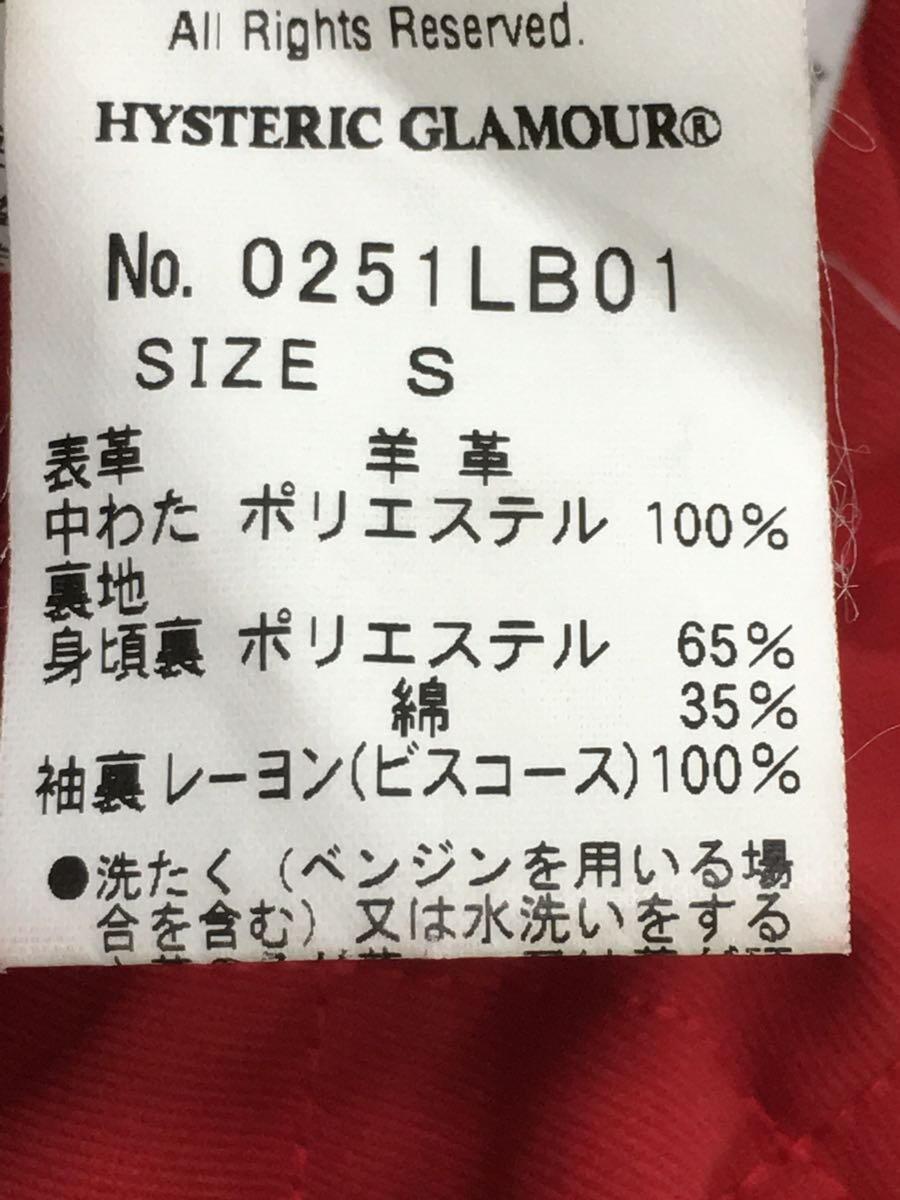 All Rights Reserved.
HYSTERIC GLAMOUR®
No. 0251LB01
SIZE S
表革 羊革
中わた ポリエステル 100%
裏地
身頃裏 ポリエステル 65%
綿 35%
袖裏 レーヨン(ビスコース)100%
●洗たく（ベンジンを用いる場
合を含む）又は水洗いをする